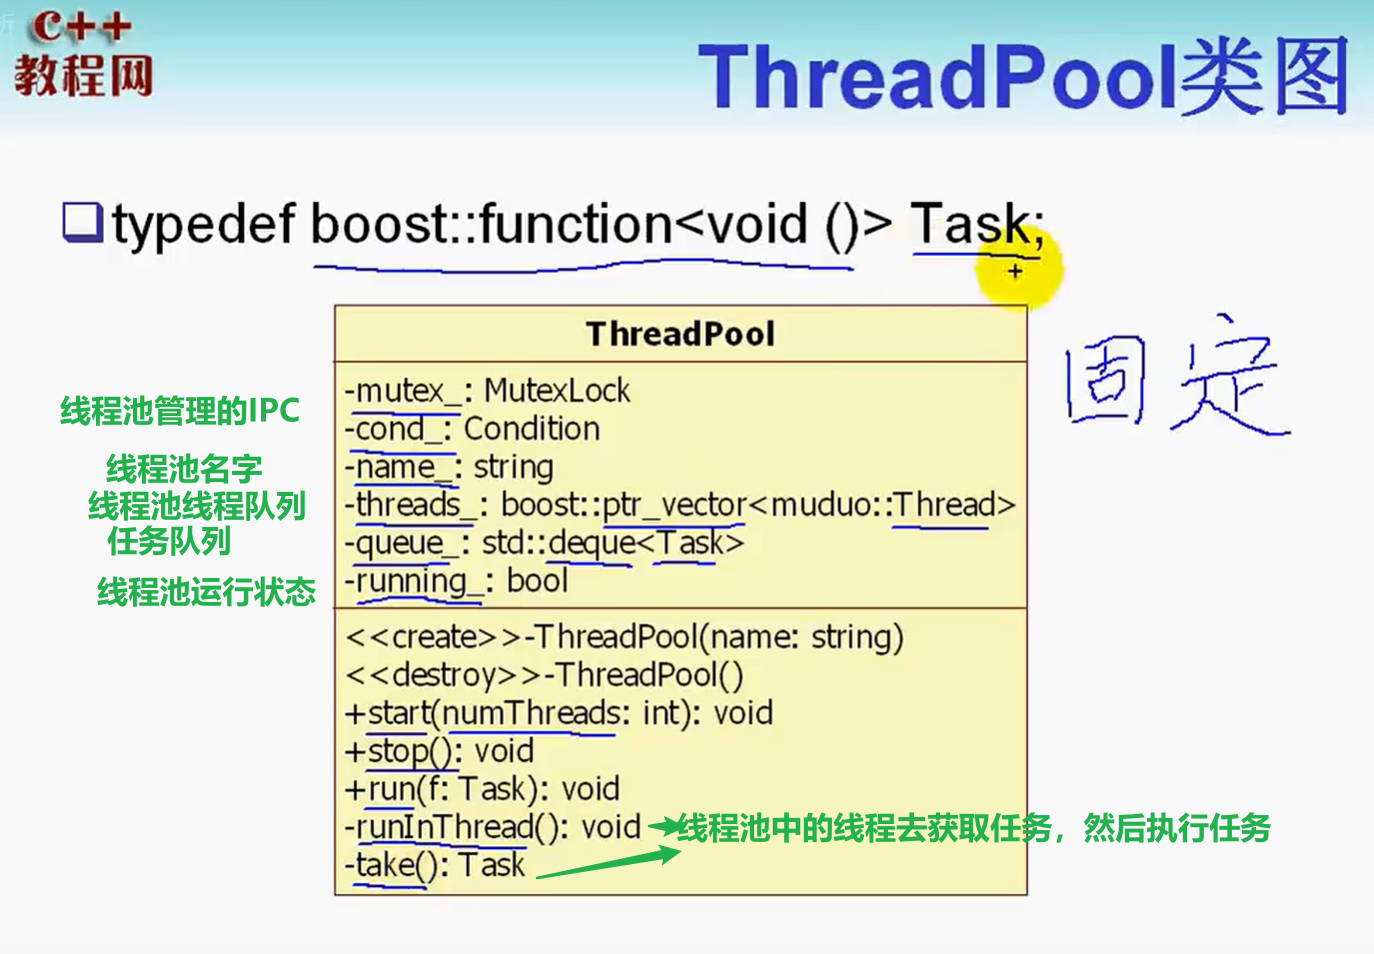 析
C++
教程网
ThreadPool类图
typedef boost::function<void ()> Task;
ThreadPool
固定
-mutex_: MutexLock
线程池管理的IPC
-cond_: Condition
线程池名字
-name_: string
线程池线程队列
-threads_: boost::ptr_vector<muduo::Thread>
任务队列
-queue_: std::deque<Task>
线程池运行状态
-running_: bool
<<create>>-ThreadPool(name: string)
<<destroy>>-ThreadPool()
+start(numThreads: int): void
+stop(): void
+run(f: Task): void
-runInThread(): void
线程池中的线程去获取任务，然后执行任务
-take(): Task